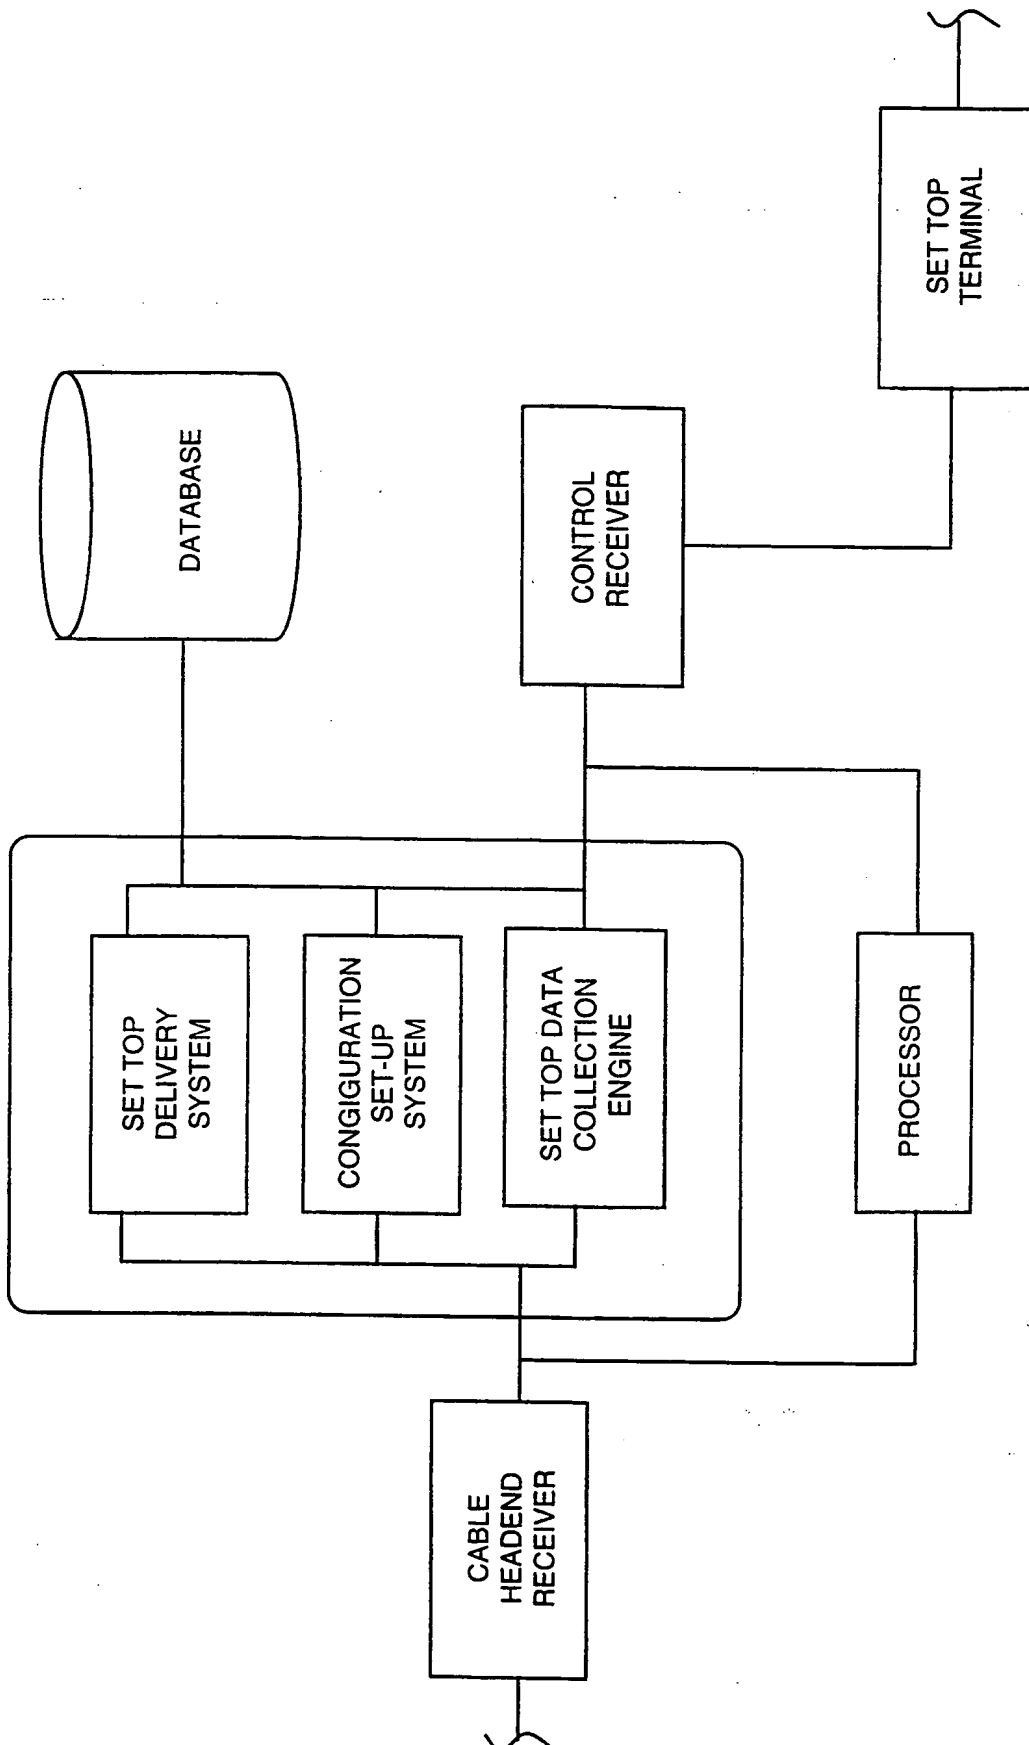 DATABASE
SET TOP
DELIVERY
SYSTEM
CONGIGURATION
SET-UP
SYSTEM
SET TOP DATA
COLLECTION
ENGINE
CABLE
HEADEND
RECEIVER
CONTROL
RECEIVER
PROCESSOR
SET TOP
TERMINAL